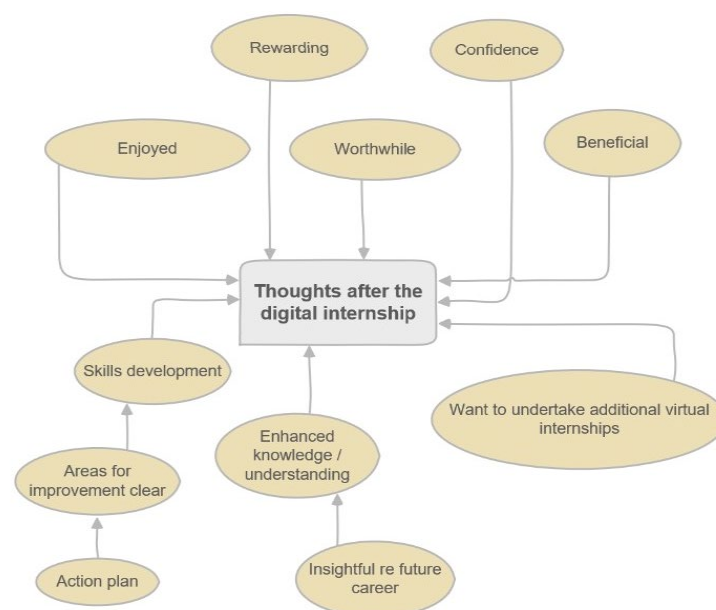 Rewarding
Confidence
Enjoyed
Worthwhile
Beneficial
Thoughts after the
digital internship
Skills development
Want to undertake additional virtual
internships
Enhanced
knowledge /
understanding
Areas for
improvement clear
Insightful re future
career
Action plan